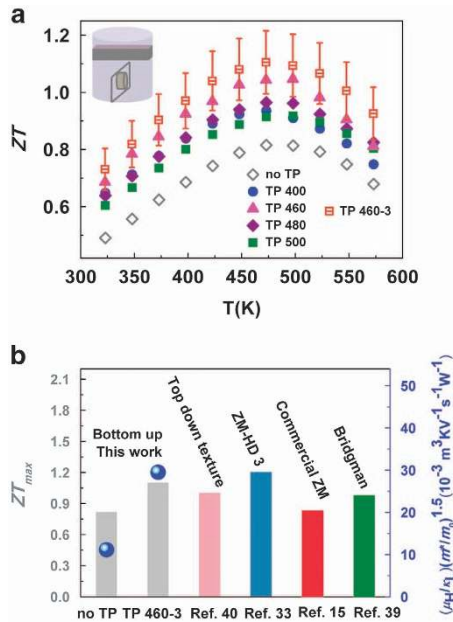 a
ZT
1.2
1.0
0.8
0.6
no TP
TP 400
TP 460
TP 480
TP 500
TP 460-3
300 350 400 450 500 550 600
T(K)
b
ZTmax
2.1
1.8
1.5
1.2
0.9
0.6
0.3
0.0
Bottom up
This work
Top down texture
ZM-HD 3
Commercial ZM
Bridgman
50
40
30
20
10
0
(μH/κL)(m*/m0)^1.5(10^-3 m^3KV^-1s^-1W^-1)
no TP TP 460-3 Ref. 40 Ref. 33 Ref. 15 Ref. 39